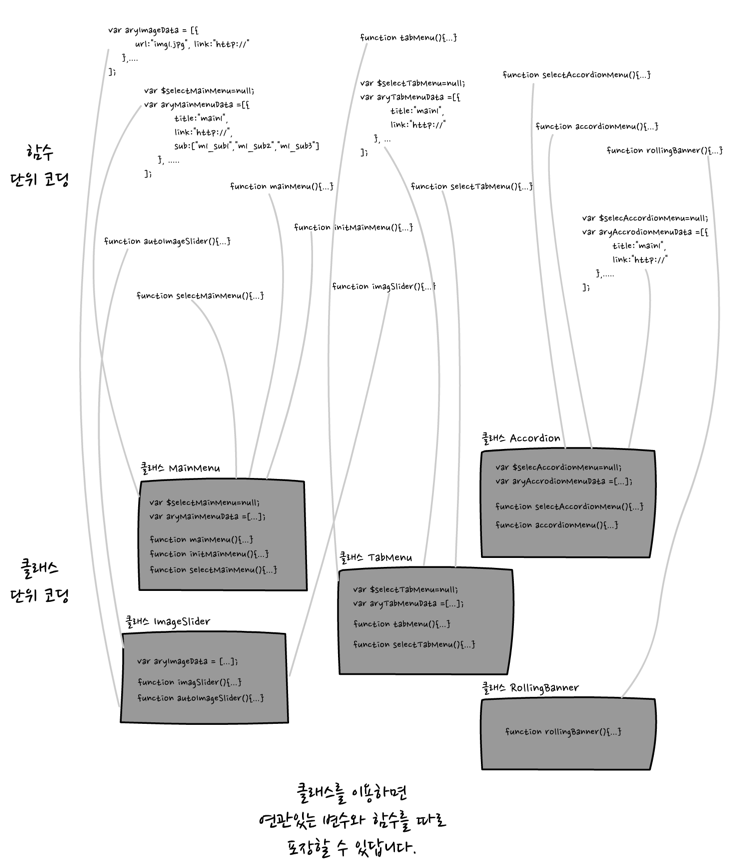 var aryImageData = [{
url:"img1.jpg", link:"http://"
},....
];
function tabMenu(){...}
var $selectMainMenu=null;
var aryMainMenuData =[{
title:"main1",
link:"http://",
sub:["m1_sub1","m1_sub2","m1_sub3"]
}, .....
];
var $selectTabMenu=null;
var aryTabMenuData =[{
title:"main1",
link:"http://"
}, ...
];
function selectAccordionMenu(){...}
function accordionMenu(){...}
function rollingBanner(){...}
함수
단위 코딩
function mainMenu(){...}
function selectTabMenu(){...}
function initMainMenu(){...}
function autoImageSlider(){...}
var $selecAccordionMenu=null;
var aryAccrodionMenuData =[{
title:"main1",
link:"http://"
},.....
];
function selectMainMenu(){...}
function imagSlider(){...}
클래스
단위 코딩
클래스 MainMenu
var $selectMainMenu=null;
var aryMainMenuData =[...];
function mainMenu(){...}
function initMainMenu(){...}
function selectMainMenu(){...}
클래스 Accordion
var $selecAccordionMenu=null;
var aryAccrodionMenuData =[...];
function selectAccordionMenu(){...}
function accordionMenu(){...}
클래스 TabMenu
var $selectTabMenu=null;
var aryTabMenuData =[...];
function tabMenu(){...}
function selectTabMenu(){...}
클래스 ImageSlider
var aryImageData = [...];
function imagSlider(){...}
function autoImageSlider(){...}
클래스 RollingBanner
function rollingBanner(){...}
클래스를 이용하면
연관있는 변수와 함수를 따로
포장할 수 있답니다.